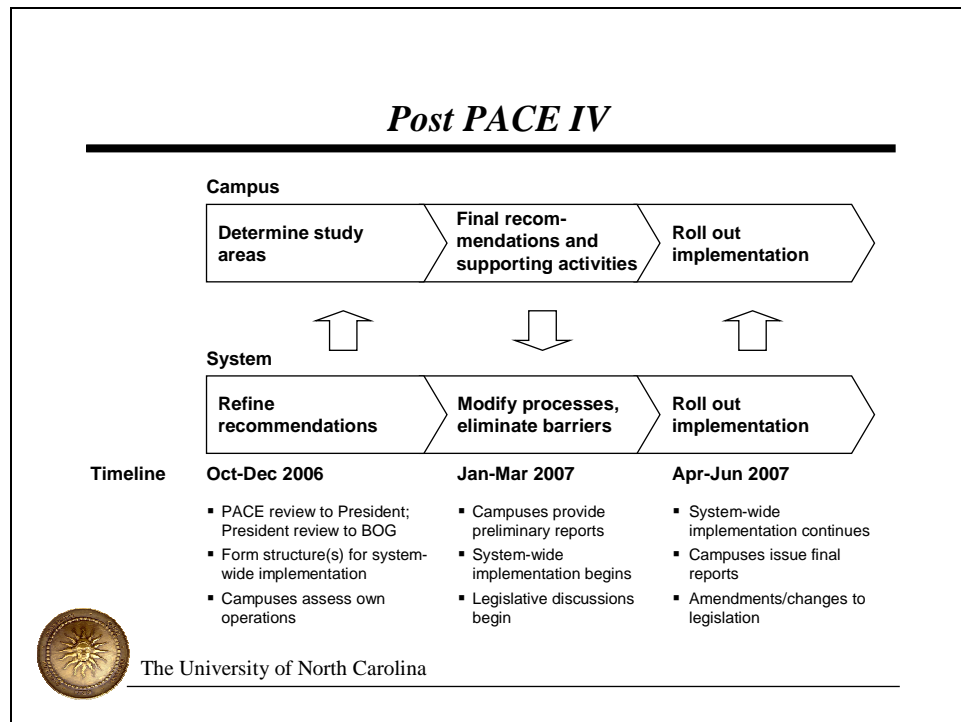 Post PACE IV
Campus
Determine study
areas
Final recom-
mendations and
supporting activities
Roll out
implementation
System
Refine
recommendations
Modify processes,
eliminate barriers
Roll out
implementation
Timeline
Oct-Dec 2006
Jan-Mar 2007
Apr-Jun 2007
▪ PACE review to President;
President review to BOG
▪ Form structure(s) for system-
wide implementation
▪ Campuses assess own
operations
▪ Campuses provide
preliminary reports
▪ System-wide
implementation begins
▪ Legislative discussions
begin
▪ System-wide
implementation continues
▪ Campuses issue final
reports
▪ Amendments/changes to
legislation
The University of North Carolina